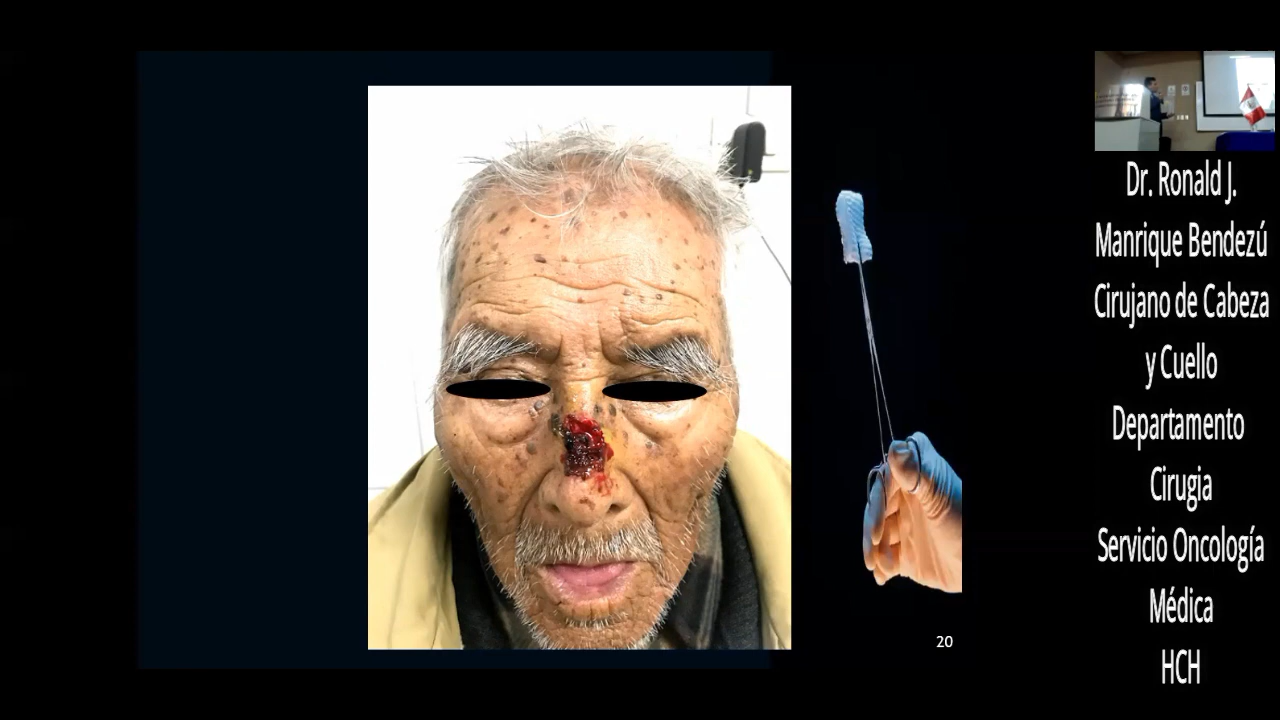 Dr. Ronald J.
Manrique Bendezú
Cirujano de Cabeza
y Cuello
Departamento
Cirugia
Servicio Oncología
Médica
HCH
20